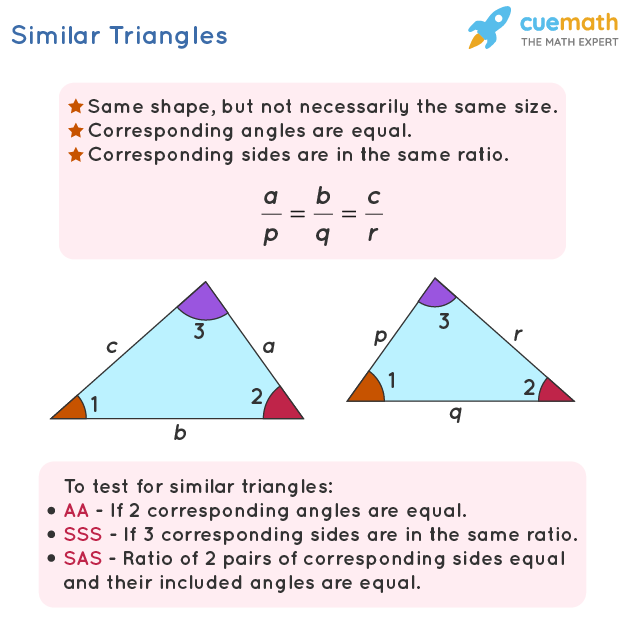 Similar Triangles
cuemath
THE MATH EXPERT
Same shape, but not necessarily the same size.
Corresponding angles are equal.
Corresponding sides are in the same ratio.
a/p = b/q = c/r
3
c
a
1
2
b
3
p
r
1
2
q
To test for similar triangles:
• AA - If 2 corresponding angles are equal.
• SSS - If 3 corresponding sides are in the same ratio.
• SAS - Ratio of 2 pairs of corresponding sides equal
and their included angles are equal.